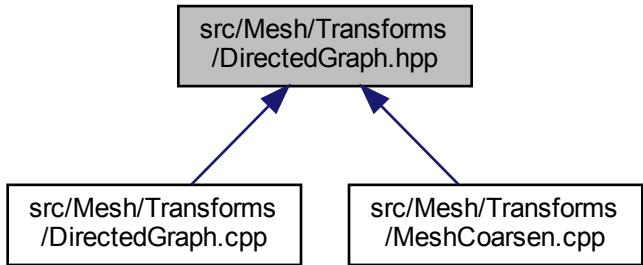 src/Mesh/Transforms
/DirectedGraph.hpp
src/Mesh/Transforms
/DirectedGraph.cpp
src/Mesh/Transforms
/MeshCoarsen.cpp